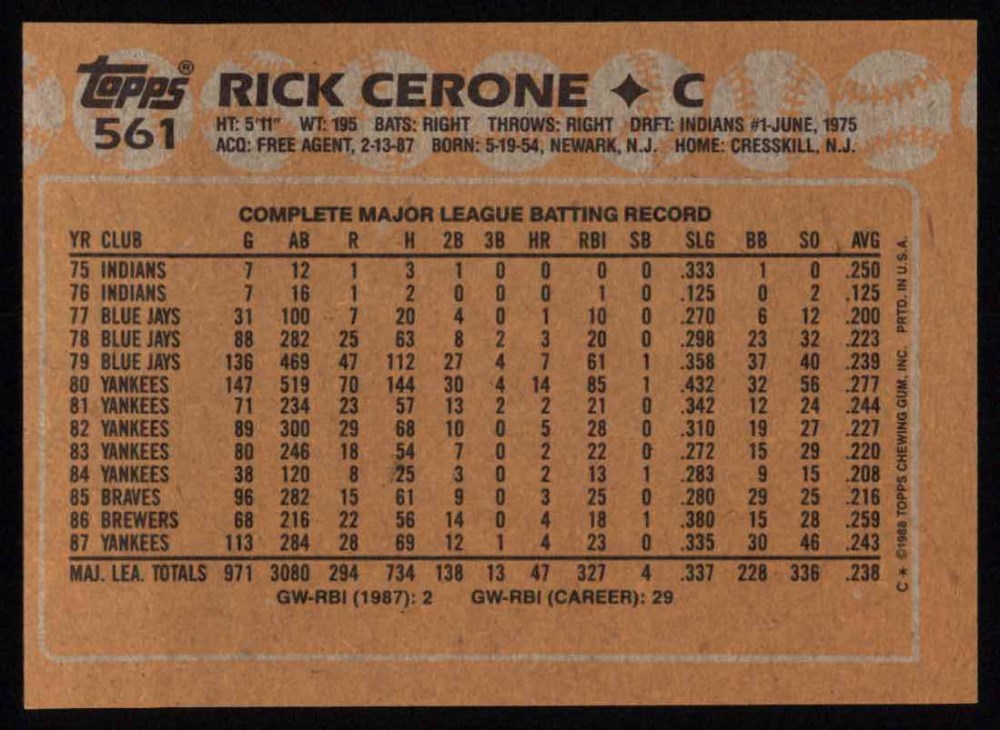 Topps® RICK CERONE ✦ C
561 HT: 5'11" WT: 195 BATS: RIGHT THROWS: RIGHT DRFT: INDIANS #1-JUNE, 1975
ACQ: FREE AGENT, 2-13-87 BORN: 5-19-54, NEWARK, N.J. HOME: CRESSKILL, N.J.
COMPLETE MAJOR LEAGUE BATTING RECORD
YR CLUB G AB R H 2B 3B HR RBI SB SLG BB SO AVG
75 INDIANS 7 12 1 3 1 0 0 0 0 .333 1 0 .250
76 INDIANS 7 16 1 2 0 0 0 1 0 .125 0 2 .125
77 BLUE JAYS 31 100 7 20 4 0 1 10 0 .270 6 12 .200
78 BLUE JAYS 88 282 25 63 8 2 3 20 0 .298 23 32 .223
79 BLUE JAYS 136 469 47 112 27 4 7 61 1 .358 37 40 .239
80 YANKEES 147 519 70 144 30 4 14 85 1 .432 32 56 .277
81 YANKEES 71 234 23 57 13 2 2 21 0 .342 12 24 .244
82 YANKEES 89 300 29 68 10 0 5 28 0 .310 19 27 .227
83 YANKEES 80 246 18 54 7 0 2 22 0 .272 15 29 .220
84 YANKEES 38 120 8 25 3 0 2 13 1 .283 9 15 .208
85 BRAVES 96 282 15 61 9 0 3 25 0 .280 29 25 .216
86 BREWERS 68 216 22 56 14 0 4 18 1 .380 15 28 .259
87 YANKEES 113 284 28 69 12 1 4 23 0 .335 30 46 .243
MAJ. LEA. TOTALS 971 3080 294 734 138 13 47 327 4 .337 228 336 .238
GW-RBI (1987): 2 GW-RBI (CAREER): 29
C * ©1988 TOPPS CHEWING GUM, INC. PRTD. IN U.S.A.